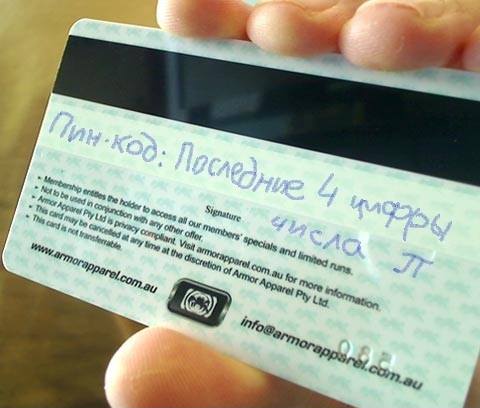 Пин-код: Последние 4 цифры
числа π
Signature
Membership entitles the holder to access all our members' specials and limited runs.
Not to be used in conjunction with any other offer.
Armor Apparel Pty Ltd is privacy compliant. Visit armorapparel.com.au for more information.
This card may be cancelled at any time at the discretion of Armor Apparel Pty Ltd.
This card is not transferrable.
www.armorapparel.com.au
info@armorapparel.com.au